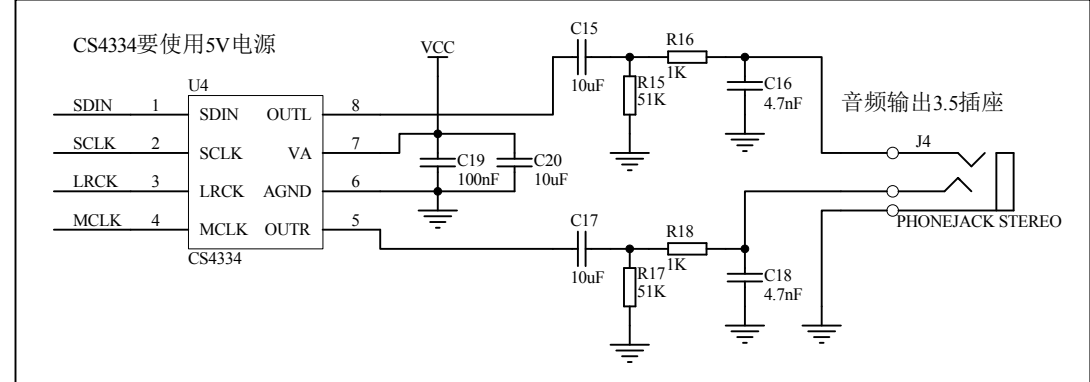 CS4334要使用5V电源
VCC
C15
10uF
R15
51K
R16
1K
C16
4.7nF
音频输出3.5插座
U4
SDIN 1 SDIN OUTL 8
SCLK 2 SCLK VA 7
LRCK 3 LRCK AGND 6
MCLK 4 MCLK OUTR 5
CS4334
C19
100nF
C20
10uF
J4
PHONEJACK STEREO
C17
10uF
R17
51K
R18
1K
C18
4.7nF